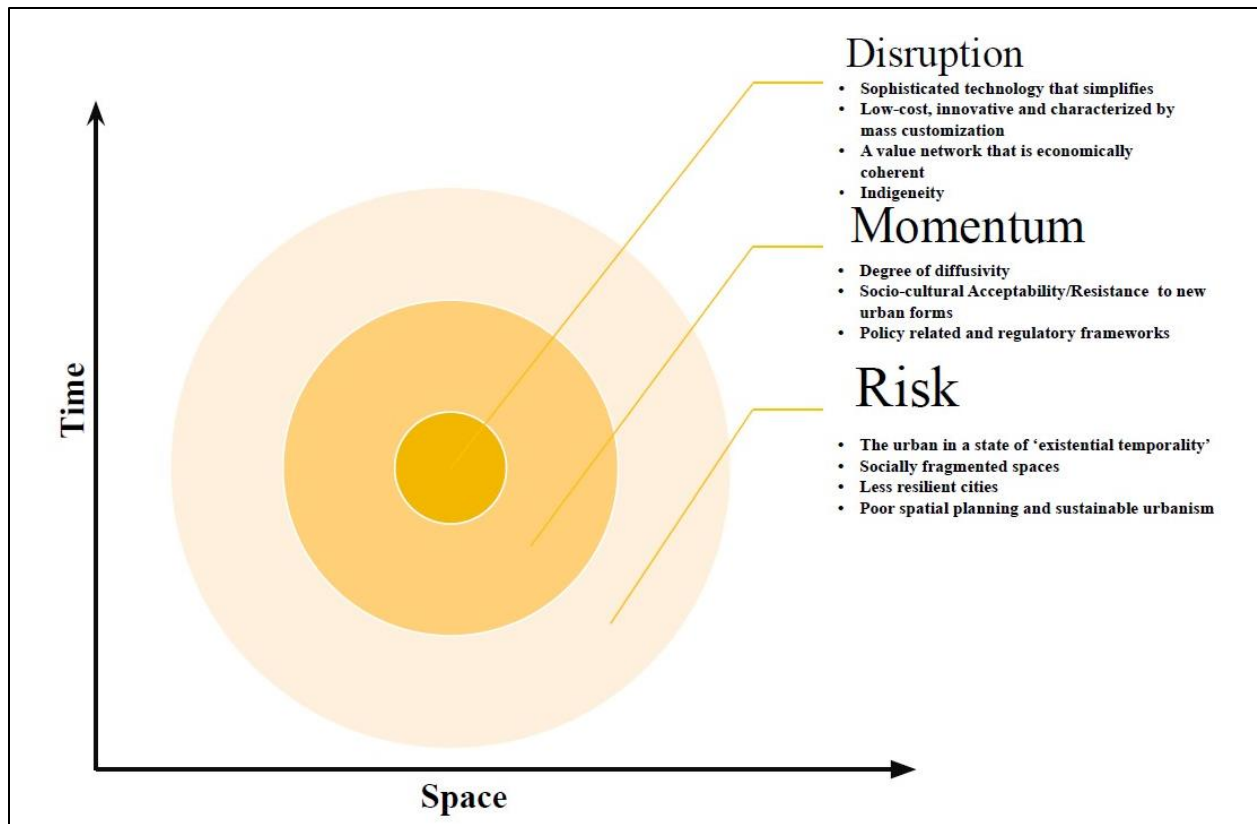 Disruption
• Sophisticated technology that simplifies
• Low-cost, innovative and characterized by
mass customization
• A value network that is economically
coherent
• Indigeneity
Momentum
• Degree of diffusivity
• Socio-cultural Acceptability/Resistance to new
urban forms
• Policy related and regulatory frameworks
Risk
• The urban in a state of ‘existential temporality’
• Socially fragmented spaces
• Less resilient cities
• Poor spatial planning and sustainable urbanism
Time
Space